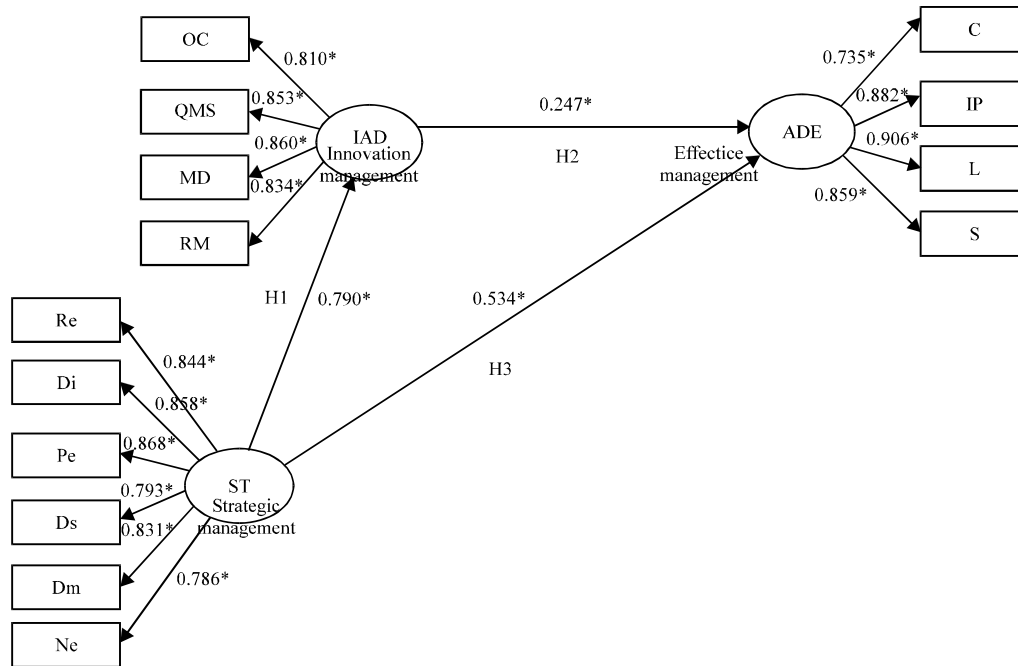 OC
0.810*
QMS
0.853*
0.860*
MD
0.834*
RM
IAD
Innovation
management
0.247*
H2
Effectice
management
ADE
C
0.735*
0.882*
IP
0.906*
L
0.859*
S
H1
0.790*
0.534*
H3
Re
0.844*
Di
0.858*
Pe
0.868*
0.793*
Ds
0.831*
Dm
0.786*
Ne
ST
Strategic
management